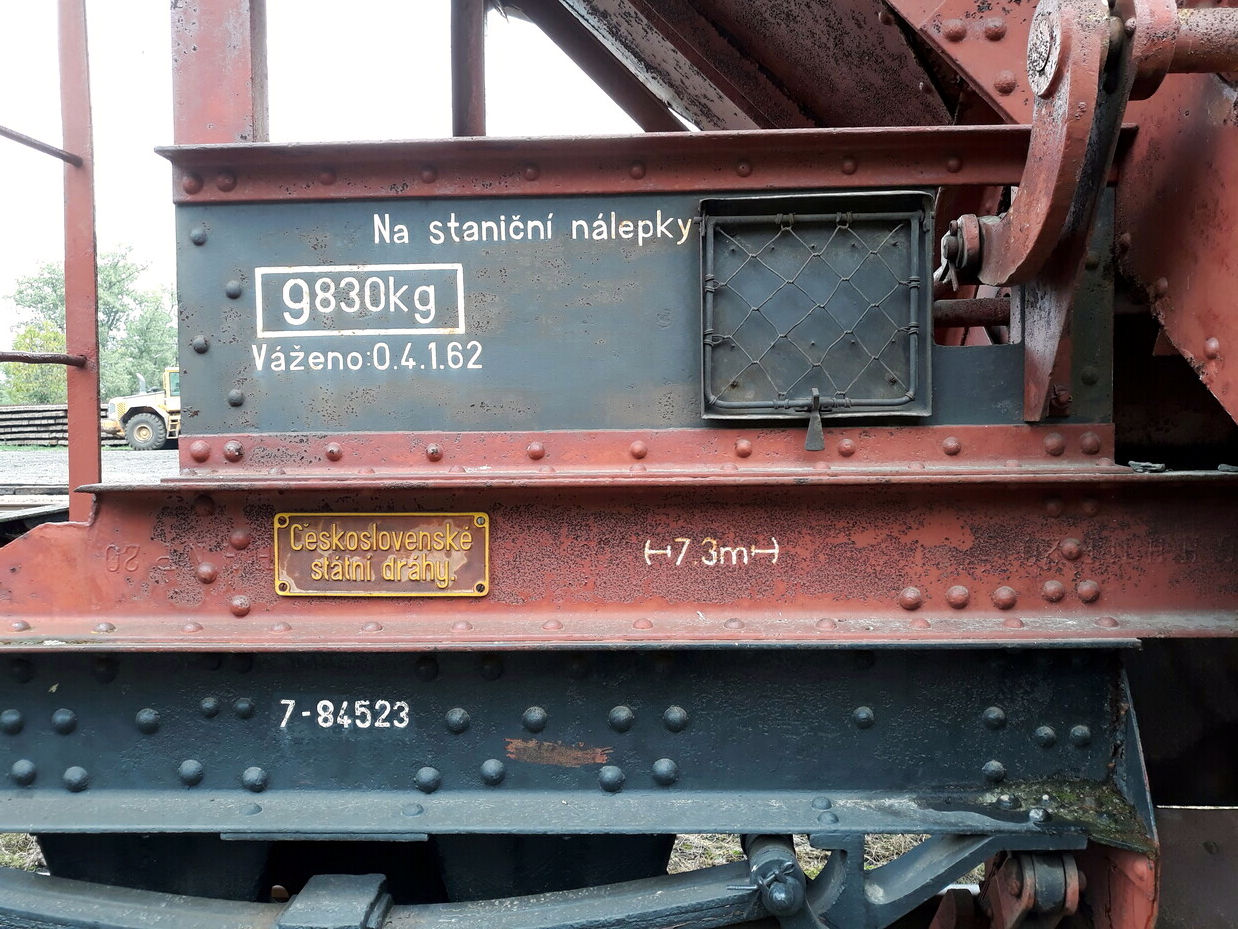 Na staniční nálepky
9830kg
Váženo:0.4.1.62
Československé
státní dráhy.
7.3m
7-84523